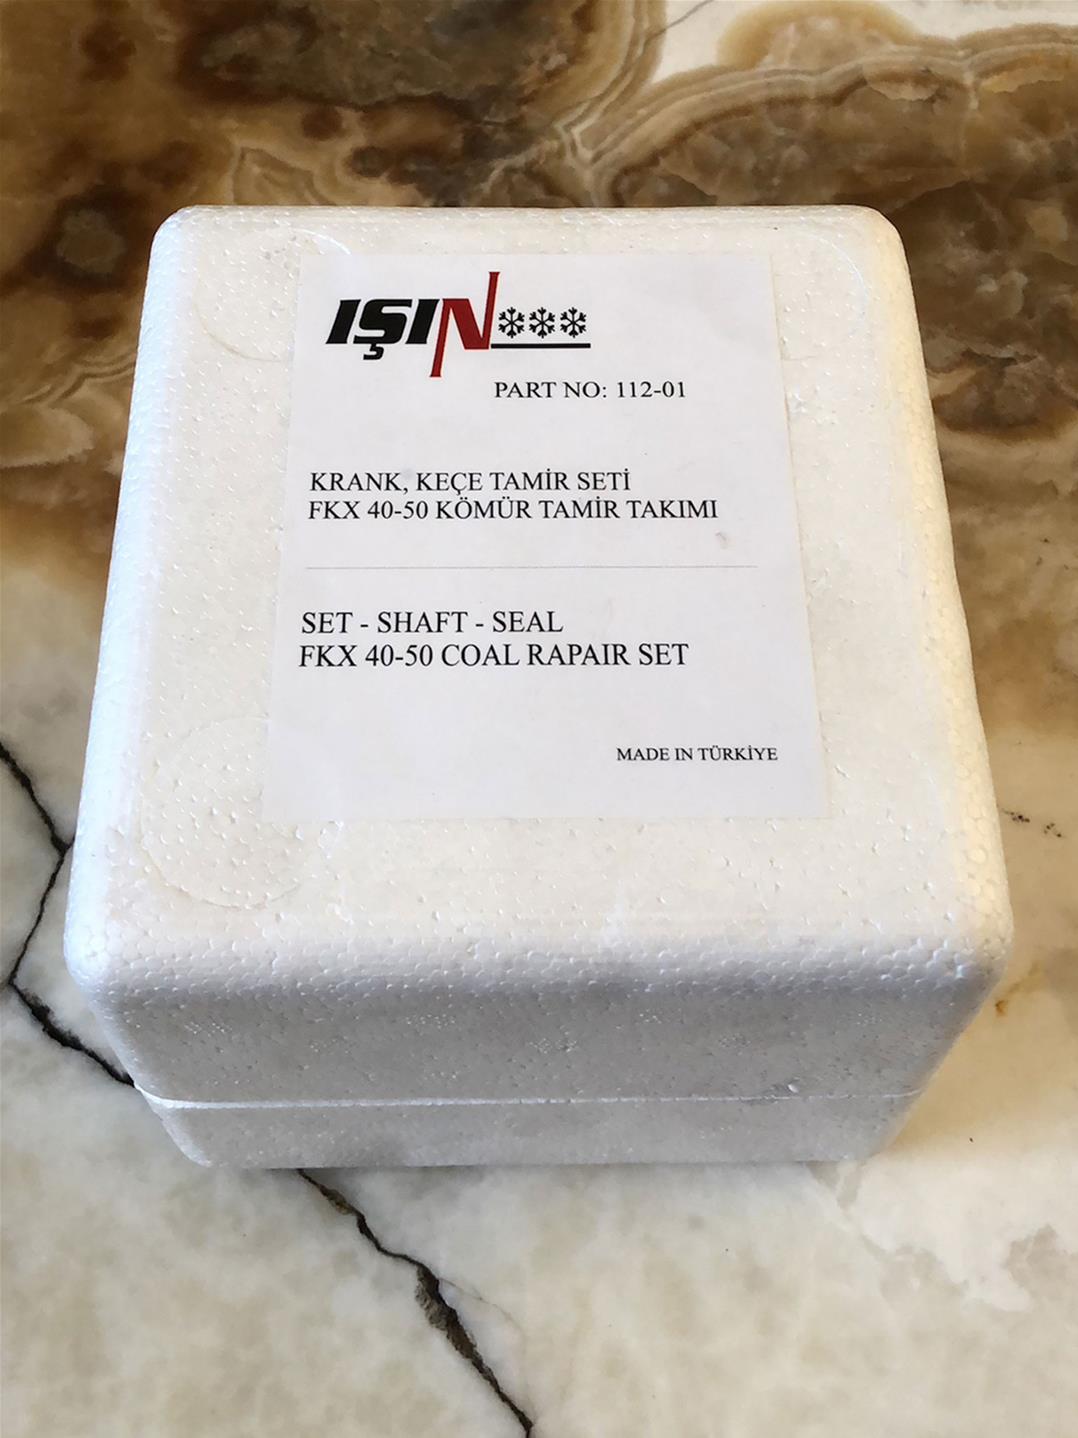 IŞIN
PART NO: 112-01
KRANK, KEÇE TAMİR SETİ
FKX 40-50 KÖMÜR TAMİR TAKIMI
SET - SHAFT - SEAL
FKX 40-50 COAL RAPAIR SET
MADE IN TÜRKİYE